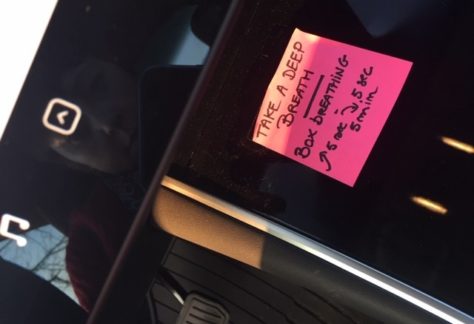 TAKE A DEEP
BREATH
BOX BREATHING
↗5 sec ↘.5 sec
5 min